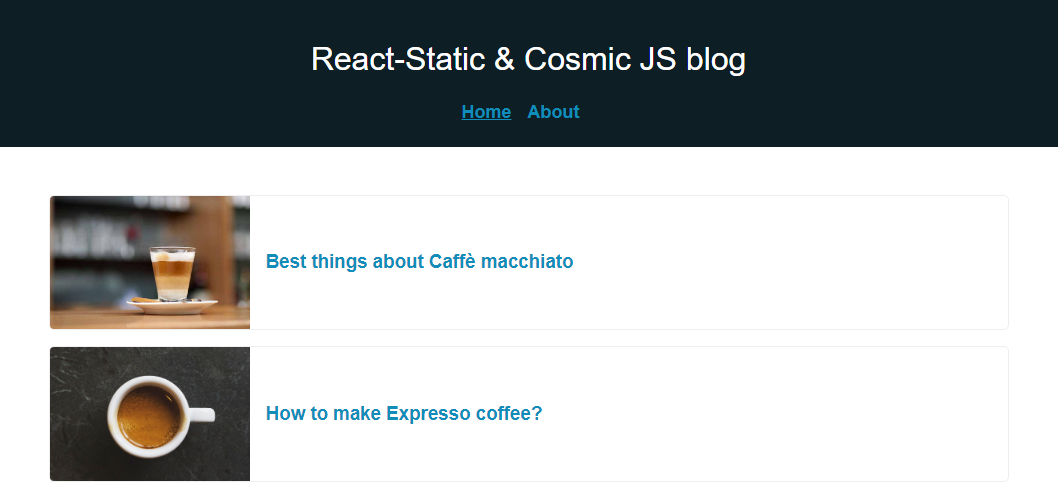 React-Static & Cosmic JS blog
Home About
Best things about Caffè macchiato
How to make Expresso coffee?